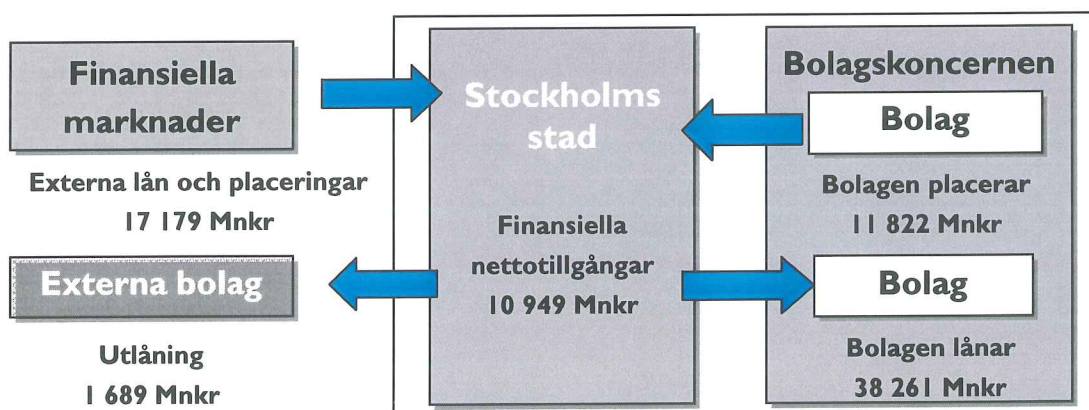 Finansiella
marknader
Externa lån och placeringar
17 179 Mnkr
Externa bolag
Utlåning
1 689 Mnkr
Stockholms
stad
Finansiella
nettotillgångar
10 949 Mnkr
Bolagskoncernen
Bolag
Bolagen placerar
11 822 Mnkr
Bolag
Bolagen lånar
38 261 Mnkr